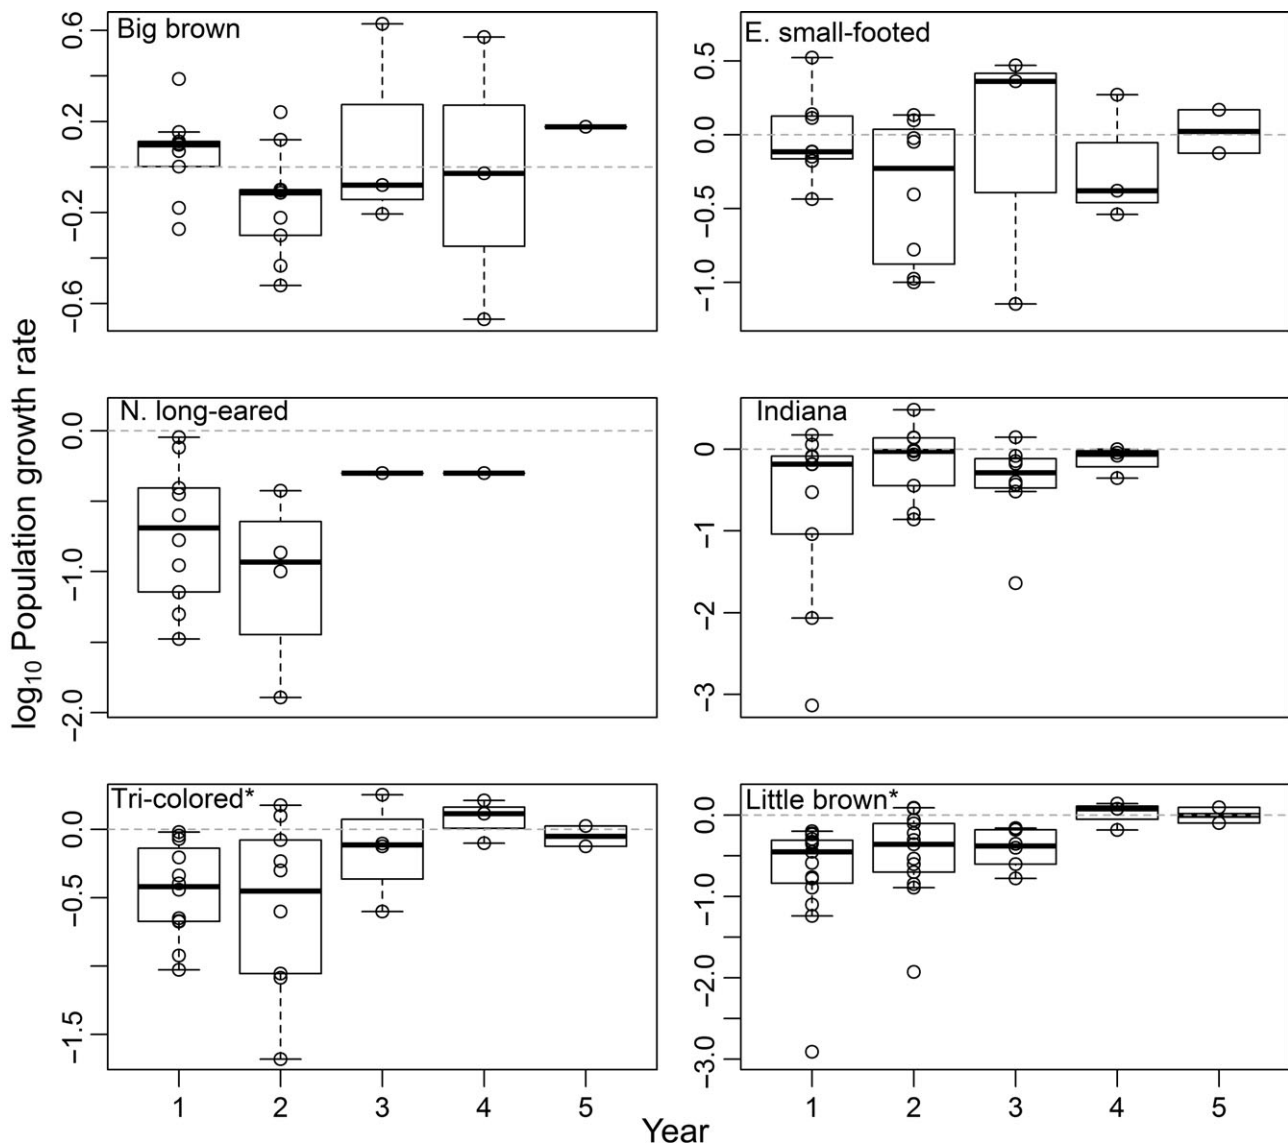 log10 Population growth rate
Big brown
0.6
0.2
−0.2
−0.6
E. small-footed
0.5
0.0
−0.5
−1.0
N. long-eared
0.0
−1.0
−2.0
Indiana
0
−1
−2
−3
Tri-colored*
0.0
−0.5
−1.5
Little brown*
0.0
−1.0
−2.0
−3.0
1 2 3 4 5
1 2 3 4 5
Year